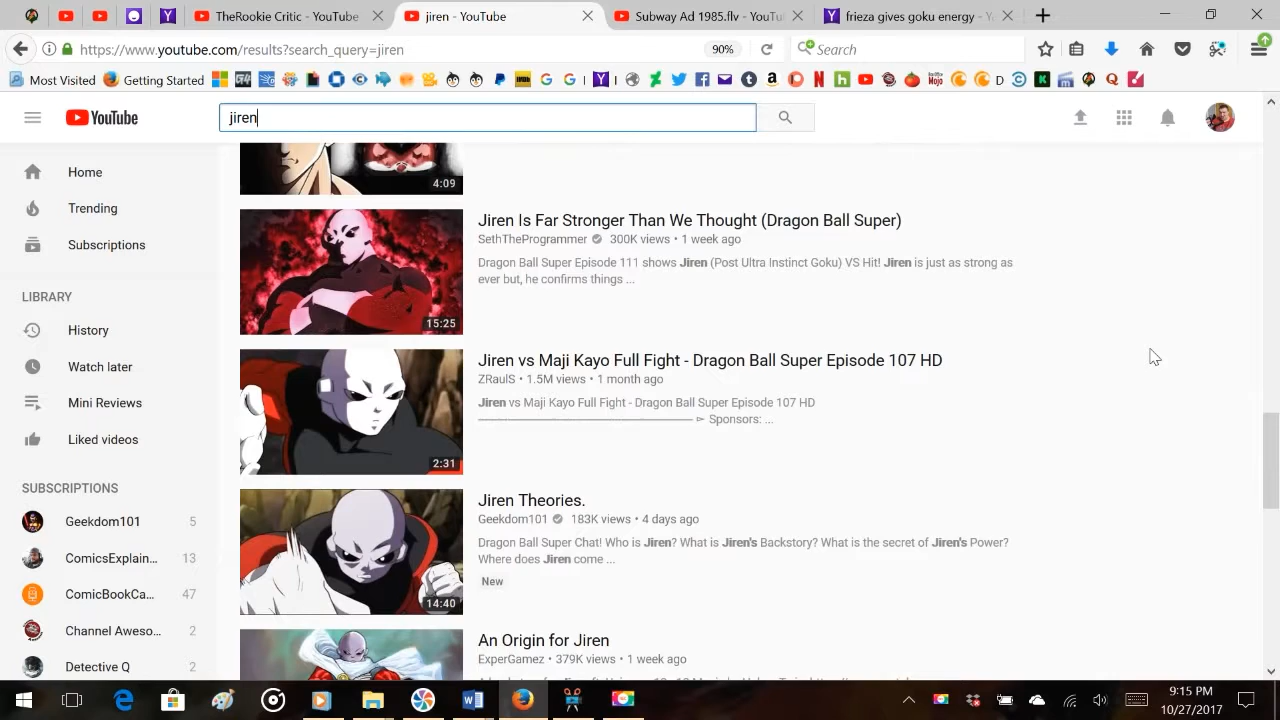 TrollerCoaster - YouT
jiren - YouTube
Subway Ad 1985.flv - YouTu
frieza gives goku energy -
https://www.youtube.com/results?search_query=jiren
90%
Search
Most Visited
Getting Started
YouTube
jiren
4:09
Home
Trending
Subscriptions
LIBRARY
History
Watch later
Mini Reviews
Liked videos
SUBSCRIPTIONS
Geekdom101 5
ComicsExplain... 13
ComicBookCa... 47
Channel Aweso... 2
Detective Q 2
Jiren Is Far Stronger Than We Thought (Dragon Ball Super)
SethTheProgrammer 300K views • 1 week ago
Dragon Ball Super Episode 111 shows Jiren (Post Ultra Instinct Goku) VS Hit! Jiren is just as strong as
ever but, he confirms things ...
15:25
Jiren vs Maji Kayo Full Fight - Dragon Ball Super Episode 107 HD
ZRaulS • 1.5M views • 1 month ago
Jiren vs Maji Kayo Full Fight - Dragon Ball Super Episode 107 HD
Sponsors: ...
2:31
Jiren Theories.
Geekdom101 183K views • 4 days ago
Dragon Ball Super Chat! Who is Jiren? What is Jiren's Backstory? What is the secret of Jiren's Power?
Where does Jiren come ...
New
14:40
An Origin for Jiren
ExperGamez • 379K views • 1 week ago
9:15 PM
10/27/2017